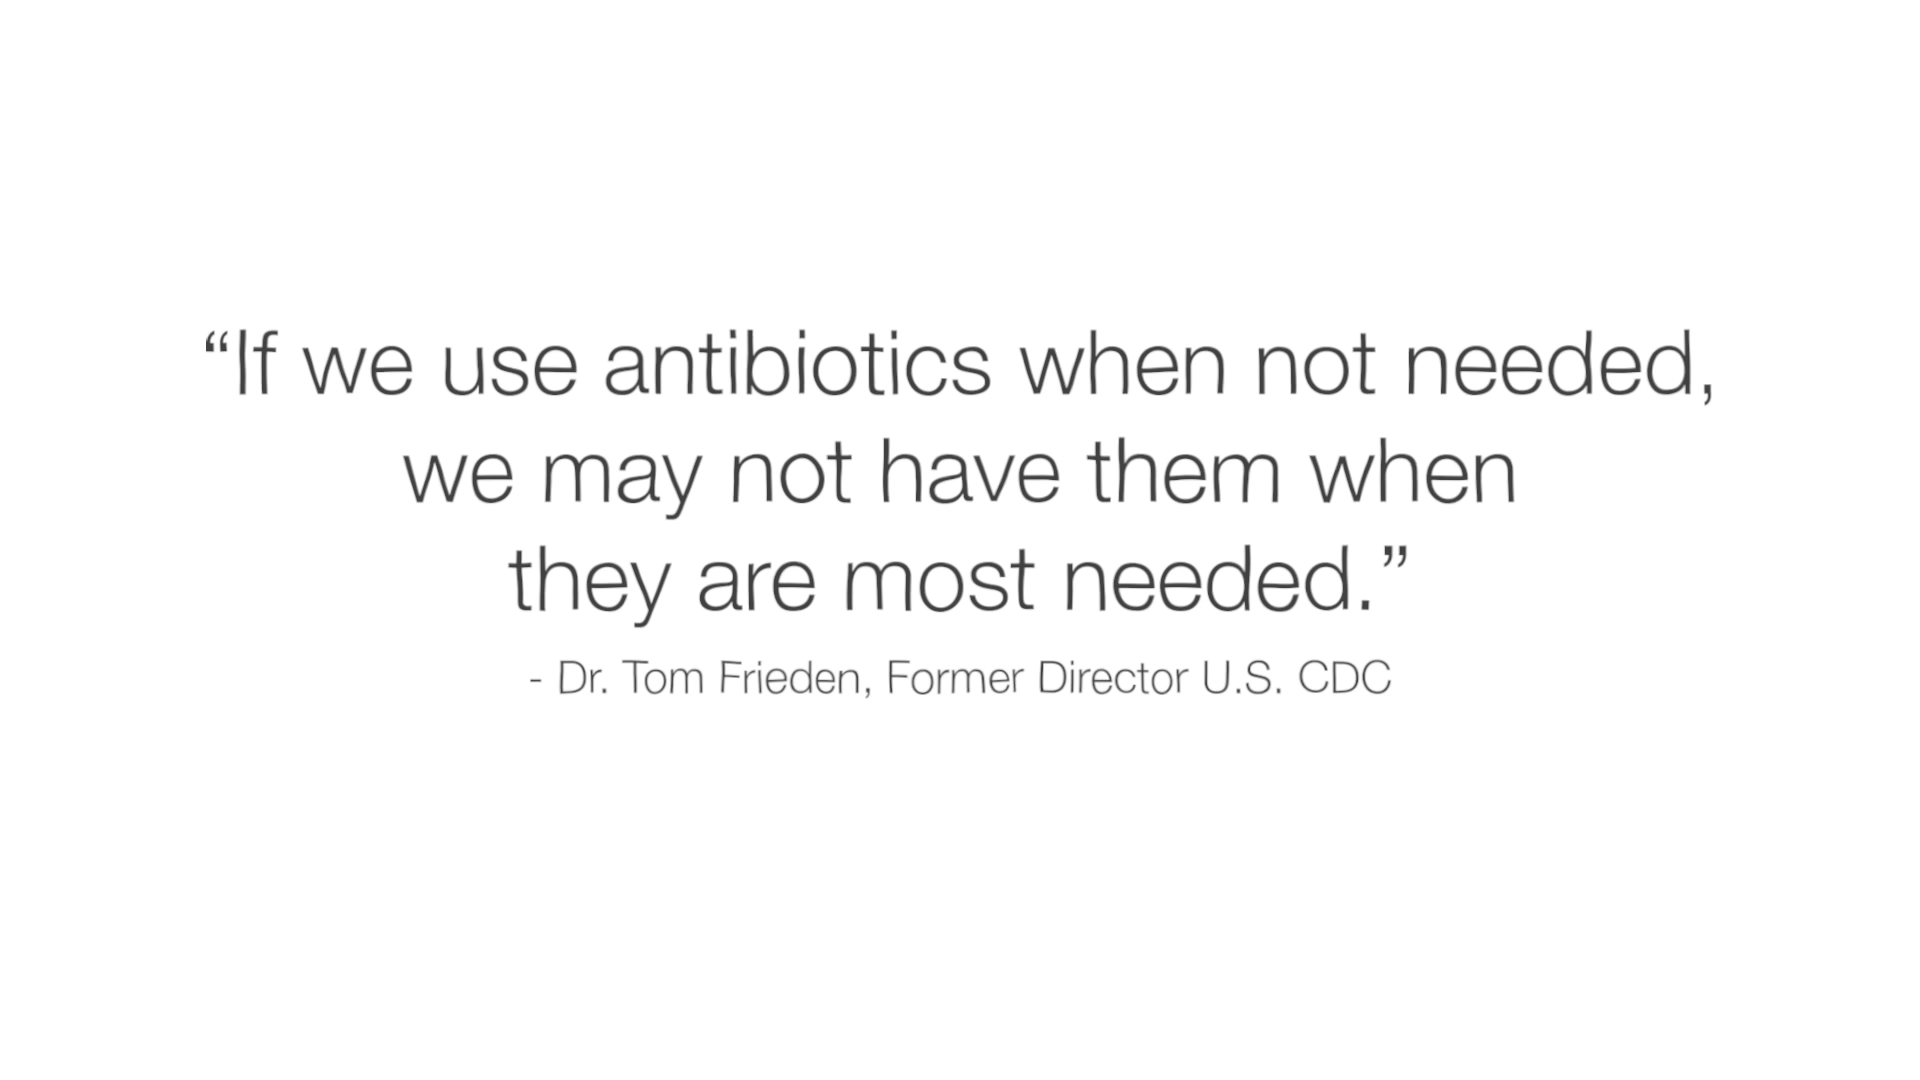 “If we use antibiotics when not needed,
we may not have them when
they are most needed.”
- Dr. Tom Frieden, Former Director U.S. CDC